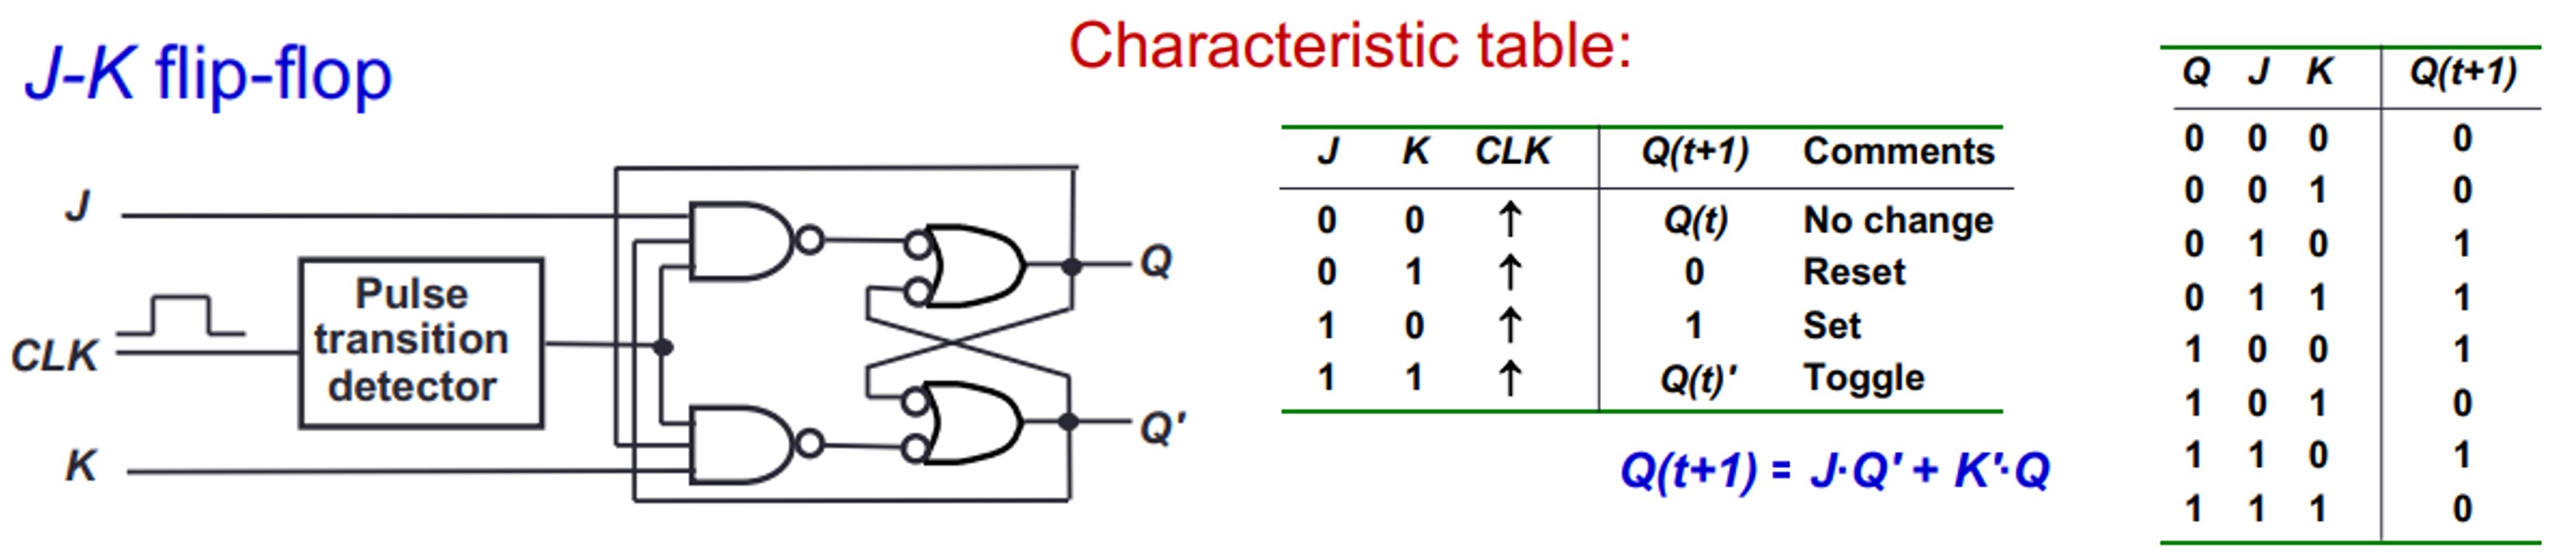 J-K flip-flop
J
CLK
K
Pulse
transition
detector
Q
Q'
Characteristic table:
J K CLK Q(t+1) Comments
0 0 ↑ Q(t) No change
0 1 ↑ 0 Reset
1 0 ↑ 1 Set
1 1 ↑ Q(t)' Toggle
Q(t+1) = J·Q' + K'·Q
Q J K Q(t+1)
0 0 0 0
0 0 1 0
0 1 0 1
0 1 1 1
1 0 0 1
1 0 1 0
1 1 0 1
1 1 1 0